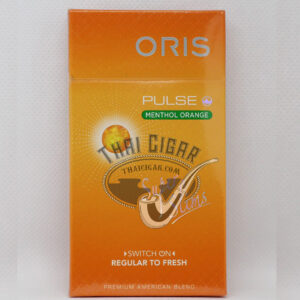 ORIS
PULSE
MENTHOL ORANGE
THAI CIGAR
THAICIGAR.COM
SWITCH ON
REGULAR TO FRESH
PREMIUM AMERICAN BLEND